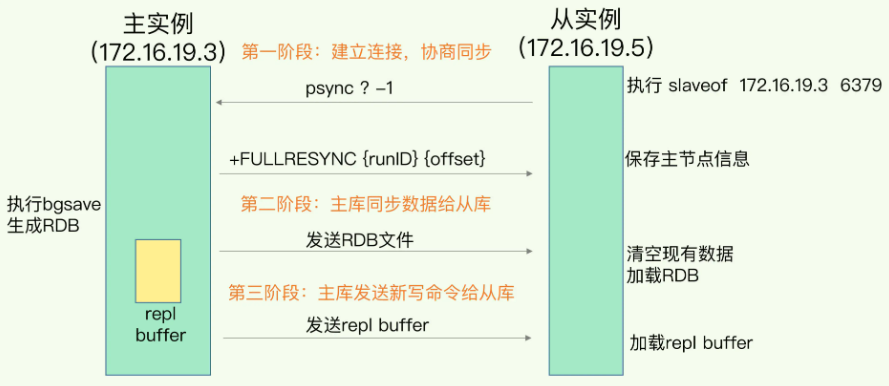 主实例
(172.16.19.3)
从实例
(172.16.19.5)
第一阶段：建立连接，协商同步
psync ? -1
执行 slaveof 172.16.19.3 6379
+FULLRESYNC {runID} {offset}
保存主节点信息
执行bgsave
生成RDB
第二阶段：主库同步数据给从库
发送RDB文件
清空现有数据
加载RDB
第三阶段：主库发送新写命令给从库
repl
buffer
发送repl buffer
加载repl buffer